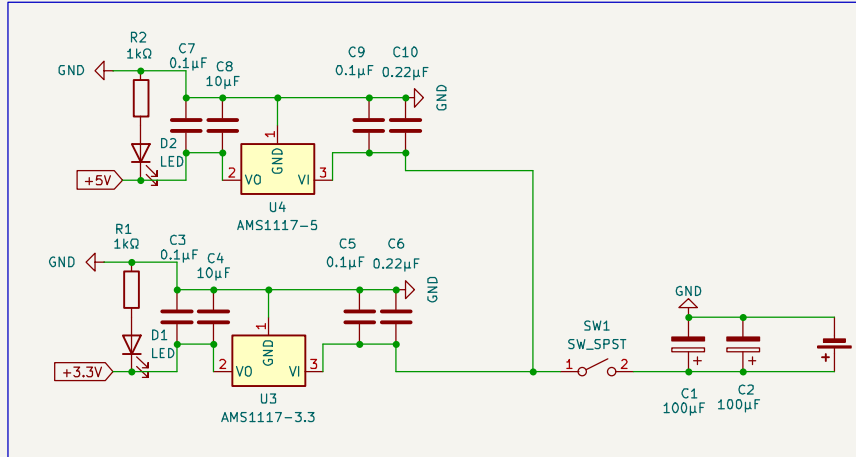 R2
1kΩ
GND
C7
0.1µF
C8
10µF
C9
0.1µF
C10
0.22µF
GND
D2
LED
+5V
1
GND
2
VO
VI
3
U4
AMS1117-5
R1
1kΩ
GND
C3
0.1µF
C4
10µF
C5
0.1µF
C6
0.22µF
GND
D1
LED
+3.3V
1
GND
2
VO
VI
3
U3
AMS1117-3.3
SW1
SW_SPST
1
2
GND
+
+
+
C1
100µF
C2
100µF